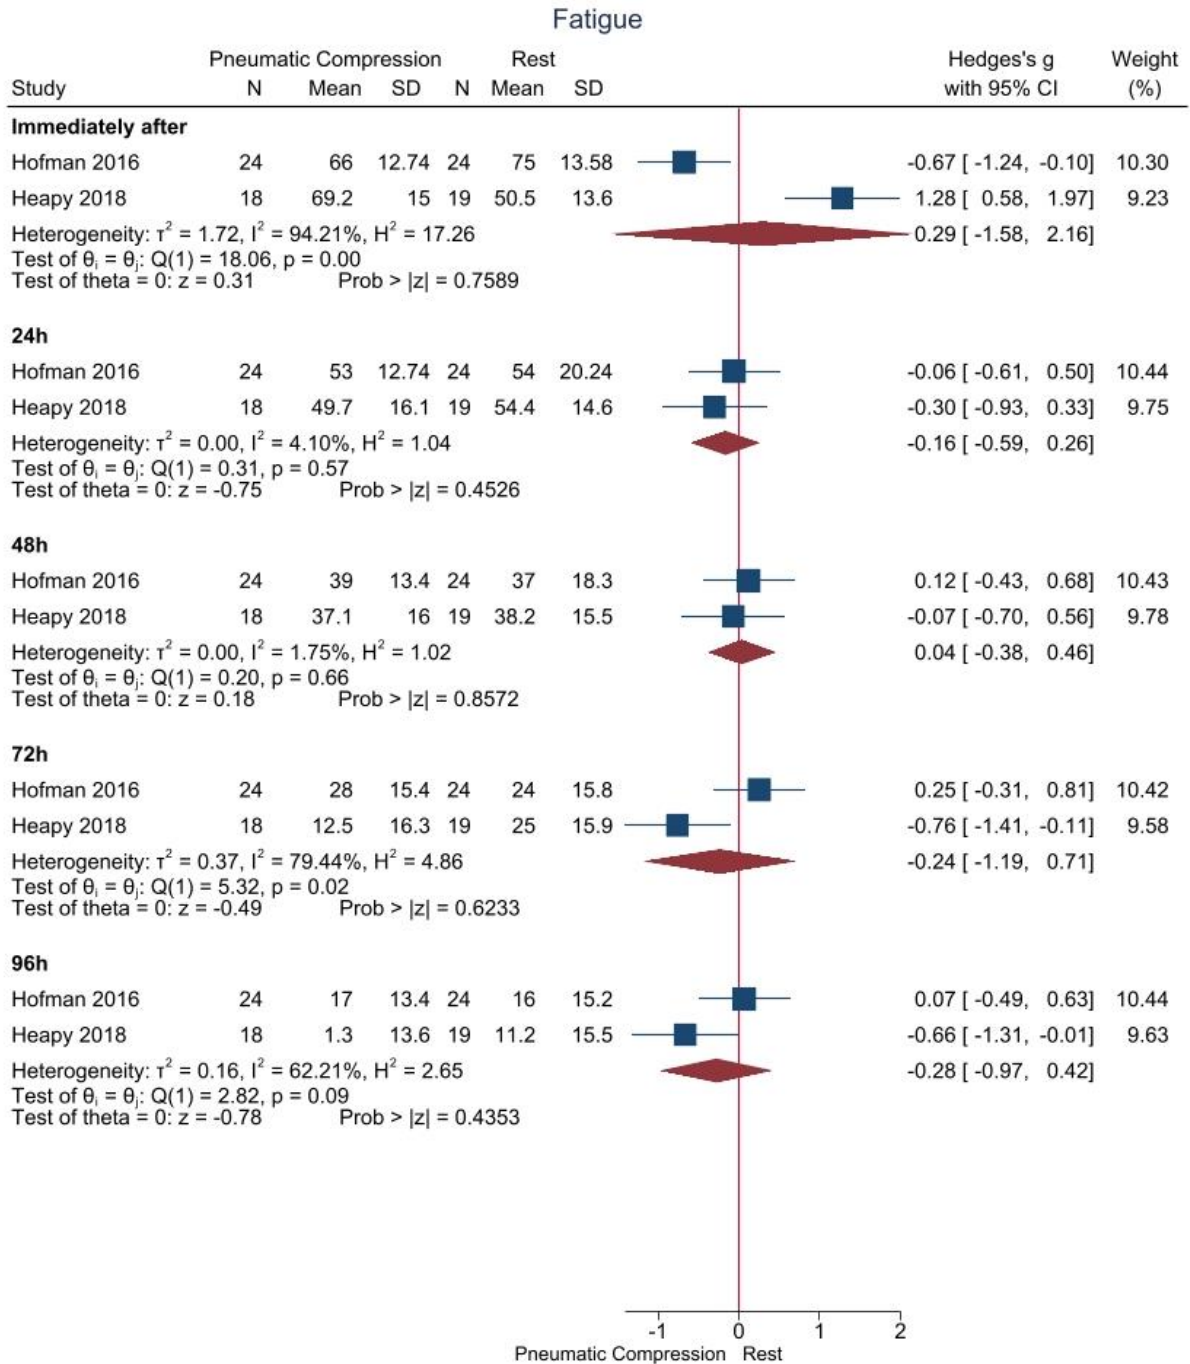 Fatigue
Pneumatic Compression Rest Hedges's g Weight
Study N Mean SD N Mean SD with 95% CI (%)
Immediately after
Hofman 2016 24 66 12.74 24 75 13.58 -0.67 [ -1.24, -0.10] 10.30
Heapy 2018 18 69.2 15 19 50.5 13.6 1.28 [ 0.58, 1.97] 9.23
Heterogeneity: τ² = 1.72, I² = 94.21%, H² = 17.26 0.29 [ -1.58, 2.16]
Test of θᵢ = θⱼ: Q(1) = 18.06, p = 0.00
Test of theta = 0: z = 0.31 Prob > |z| = 0.7589
24h
Hofman 2016 24 53 12.74 24 54 20.24 -0.06 [ -0.61, 0.50] 10.44
Heapy 2018 18 49.7 16.1 19 54.4 14.6 -0.30 [ -0.93, 0.33] 9.75
Heterogeneity: τ² = 0.00, I² = 4.10%, H² = 1.04 -0.16 [ -0.59, 0.26]
Test of θᵢ = θⱼ: Q(1) = 0.31, p = 0.57
Test of theta = 0: z = -0.75 Prob > |z| = 0.4526
48h
Hofman 2016 24 39 13.4 24 37 18.3 0.12 [ -0.43, 0.68] 10.43
Heapy 2018 18 37.1 16 19 38.2 15.5 -0.07 [ -0.70, 0.56] 9.78
Heterogeneity: τ² = 0.00, I² = 1.75%, H² = 1.02 0.04 [ -0.38, 0.46]
Test of θᵢ = θⱼ: Q(1) = 0.20, p = 0.66
Test of theta = 0: z = 0.18 Prob > |z| = 0.8572
72h
Hofman 2016 24 28 15.4 24 24 15.8 0.25 [ -0.31, 0.81] 10.42
Heapy 2018 18 12.5 16.3 19 25 15.9 -0.76 [ -1.41, -0.11] 9.58
Heterogeneity: τ² = 0.37, I² = 79.44%, H² = 4.86 -0.24 [ -1.19, 0.71]
Test of θᵢ = θⱼ: Q(1) = 5.32, p = 0.02
Test of theta = 0: z = -0.49 Prob > |z| = 0.6233
96h
Hofman 2016 24 17 13.4 24 16 15.2 0.07 [ -0.49, 0.63] 10.44
Heapy 2018 18 1.3 13.6 19 11.2 15.5 -0.66 [ -1.31, -0.01] 9.63
Heterogeneity: τ² = 0.16, I² = 62.21%, H² = 2.65 -0.28 [ -0.97, 0.42]
Test of θᵢ = θⱼ: Q(1) = 2.82, p = 0.09
Test of theta = 0: z = -0.78 Prob > |z| = 0.4353
-1 0 1 2
Pneumatic Compression Rest